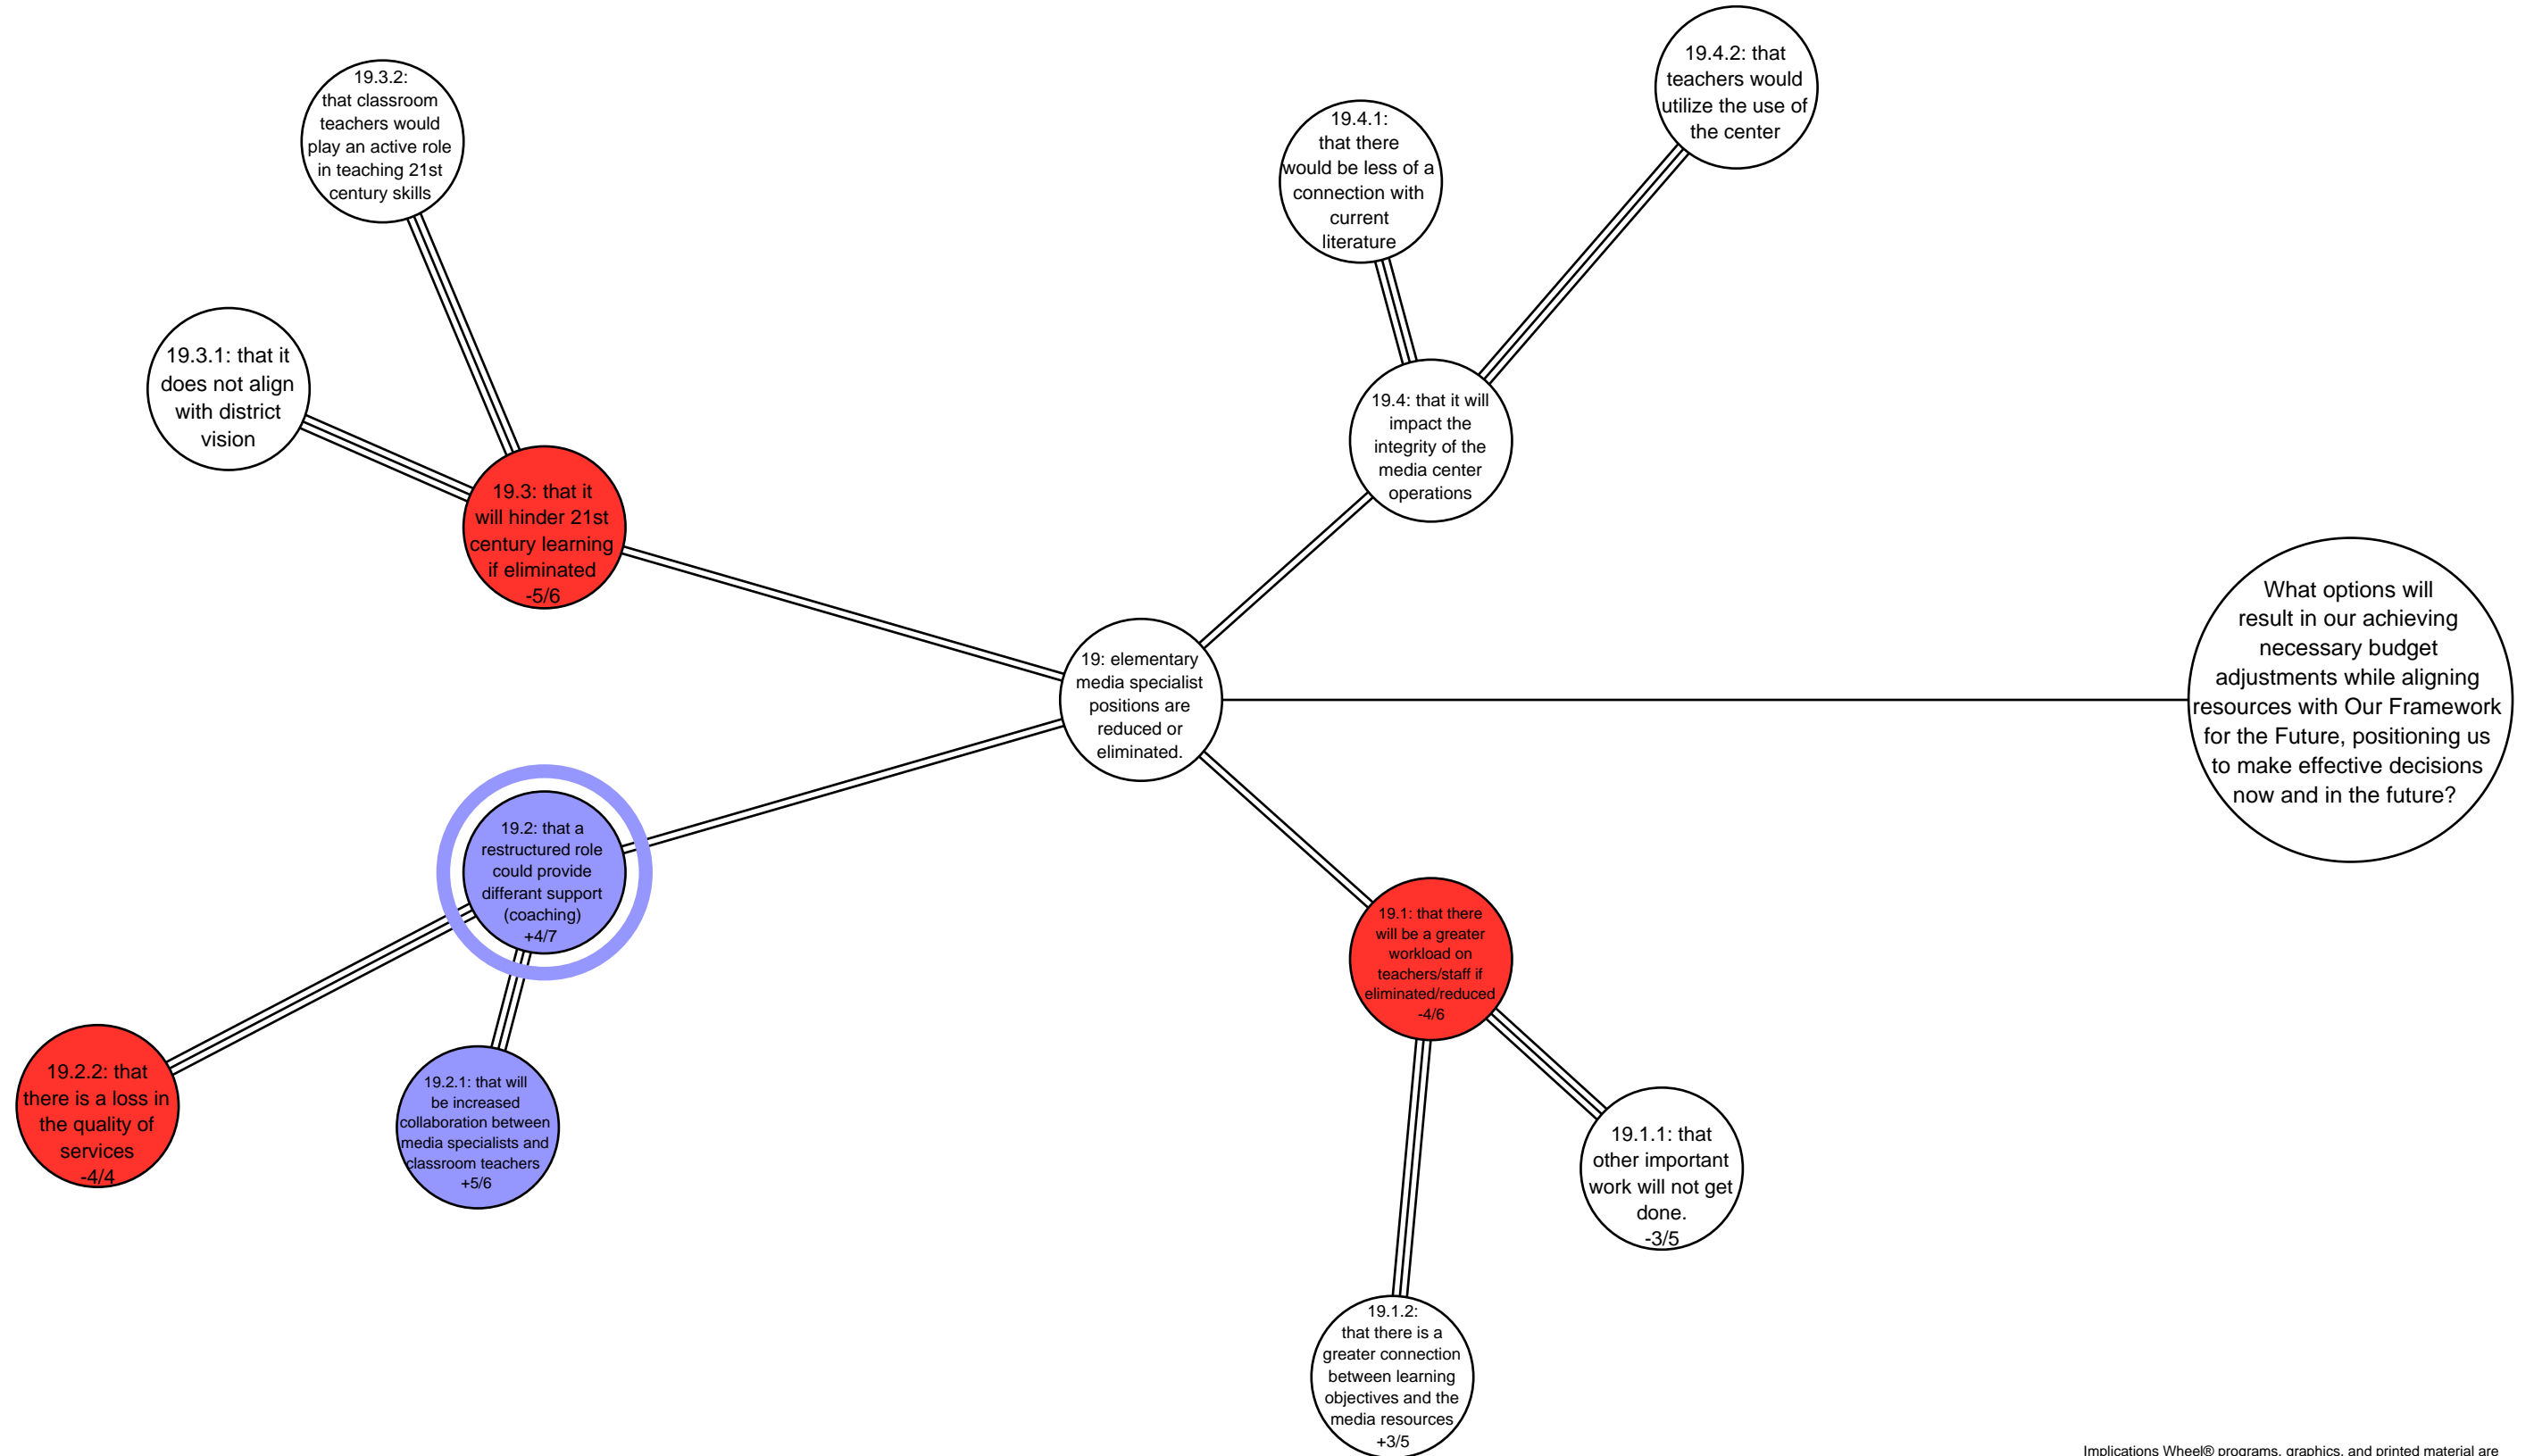 19.4.2: that
teachers would
utilize the use of
the center
19.3.2:
that classroom
teachers would
play an active role
in teaching 21st
century skills
19.4.1:
that there
would be less of a
connection with
current
literature
19.3.1: that it
does not align
with district
vision
19.4: that it will
impact the
integrity of the
media center
operations
19.3: that it
will hinder 21st
century learning
if eliminated
-5/6
What options will
result in our achieving
necessary budget
adjustments while aligning
resources with Our Framework
for the Future, positioning us
to make effective decisions
now and in the future?
19: elementary
media specialist
positions are
reduced or
eliminated.
19.2: that a
restructured role
could provide
differant support
(coaching)
+4/7
19.1: that there
will be a greater
workload on
teachers/staff if
eliminated/reduced
-4/6
19.2.2: that
there is a loss in
the quality of
services
-4/4
19.2.1: that will
be increased
collaboration between
media specialists and
classroom teachers
+5/6
19.1.1: that
other important
work will not get
done.
-3/5
19.1.2:
that there is a
greater connection
between learning
objectives and the
media resources
+3/5
Implications Wheel® programs, graphics, and printed material are